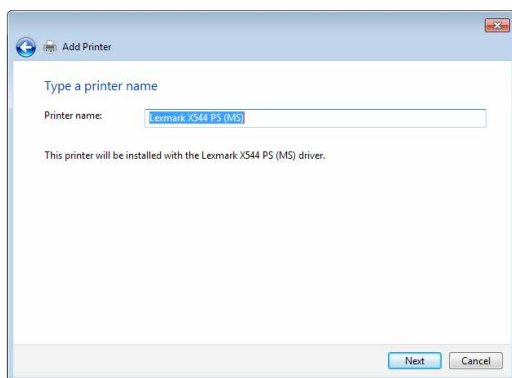 Add Printer
Type a printer name
Printer name: Lexmark X544 PS (MS)
This printer will be installed with the Lexmark X544 PS (MS) driver.
Next Cancel